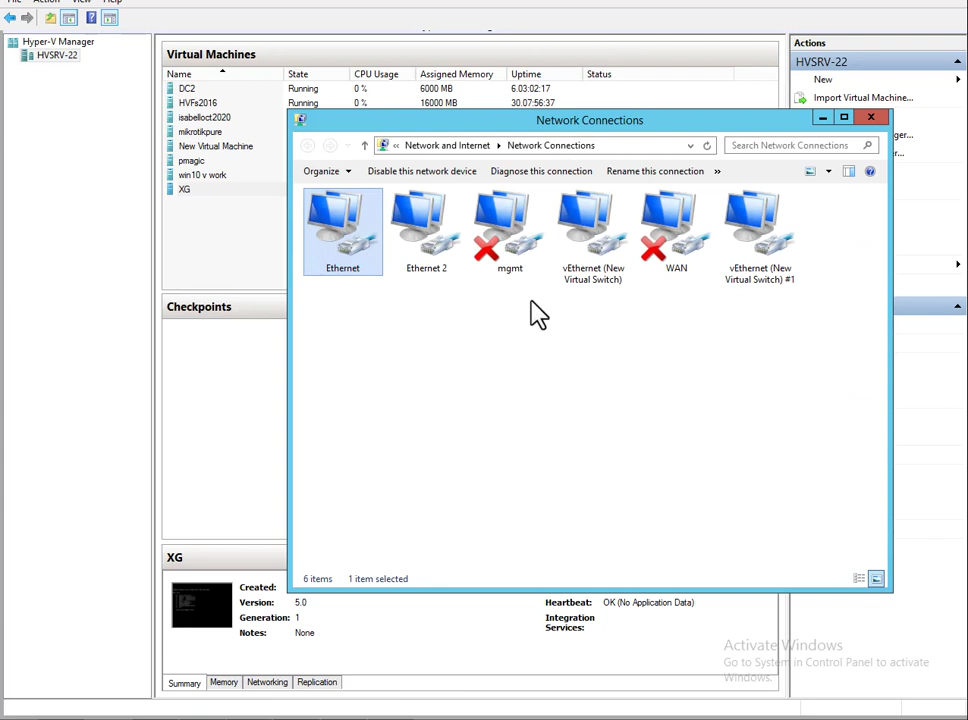 File Action View Help
Hyper-V Manager
HVSRV-22
Virtual Machines
Name State CPU Usage Assigned Memory Uptime Status
DC2 Running 0 % 6000 MB 6.03:02:17
HVFs2016 Running 0 % 16000 MB 30.07:56:37
isabelloct2020
mikrotikpure
New Virtual Machine
pmagic
win10 v work
XG
Checkpoints
XG
Created:
Version: 5.0
Generation: 1
Notes: None
Heartbeat: OK (No Application Data)
Integration
Services:
Summary Memory Networking Replication
Network Connections
« Network and Internet Network Connections
Search Network Connections
Organize Disable this network device Diagnose this connection Rename this connection »
Ethernet
Ethernet 2
mgmt
vEthernet (New
Virtual Switch)
WAN
vEthernet (New
Virtual Switch) #1
6 items 1 item selected
Actions
HVSRV-22
New
Import Virtual Machine...
Activate Windows
Go to System in Control Panel to activate
Windows.